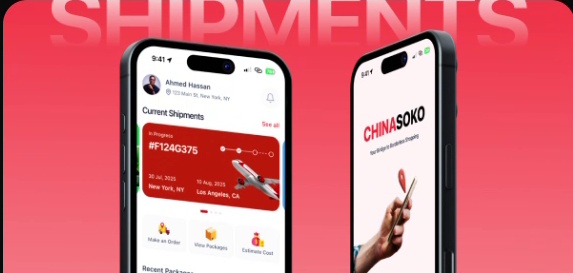 SHIPMENTS
9:41
Ahmed Hassan
123 Main St, New York, NY
Current Shipments
See all
In Progress
#F124G375
30 Jul, 2025
New York, NY
10 Aug, 2025
Los Angeles, CA
Make an Order
View Packages
Estimate Cost
Recent Packages
9:41
CHINASOKO
Your Bridge to Borderless Shopping